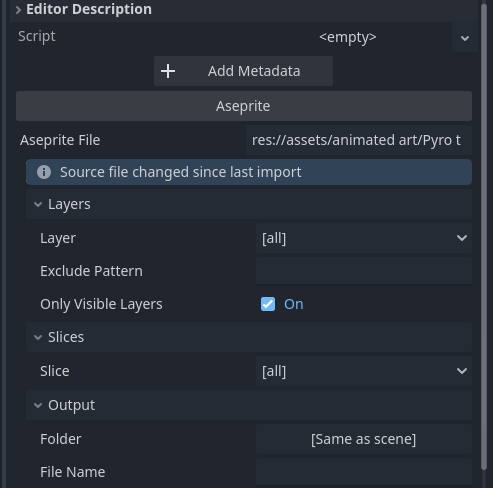 Editor Description
Script <empty>
Add Metadata
Aseprite
Aseprite File res://assets/animated art/Pyro t
Source file changed since last import
Layers
Layer [all]
Exclude Pattern
Only Visible Layers On
Slices
Slice [all]
Output
Folder [Same as scene]
File Name